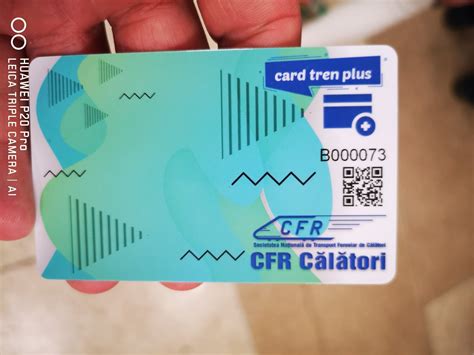 HUAWEI P20 Pro
LEICA TRIPLE CAMERA | AI
card tren plus
B000073
CFR
Societatea Națională de Transport Feroviar de Călători
CFR Călători